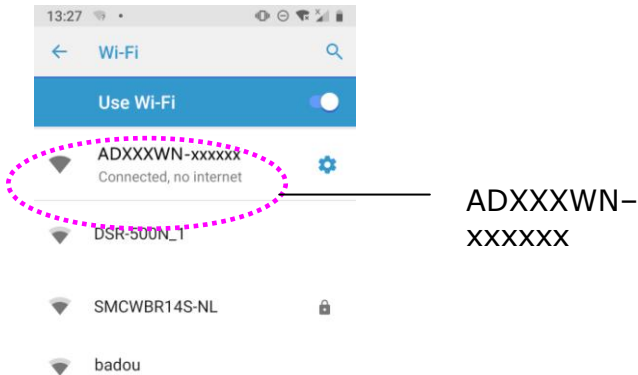 13:27
Wi-Fi
Use Wi-Fi
ADXXXWN-xxxxxx
Connected, no internet
ADXXXWN–
xxxxxx
DSR-500N_1
SMCWBR14S-NL
badou